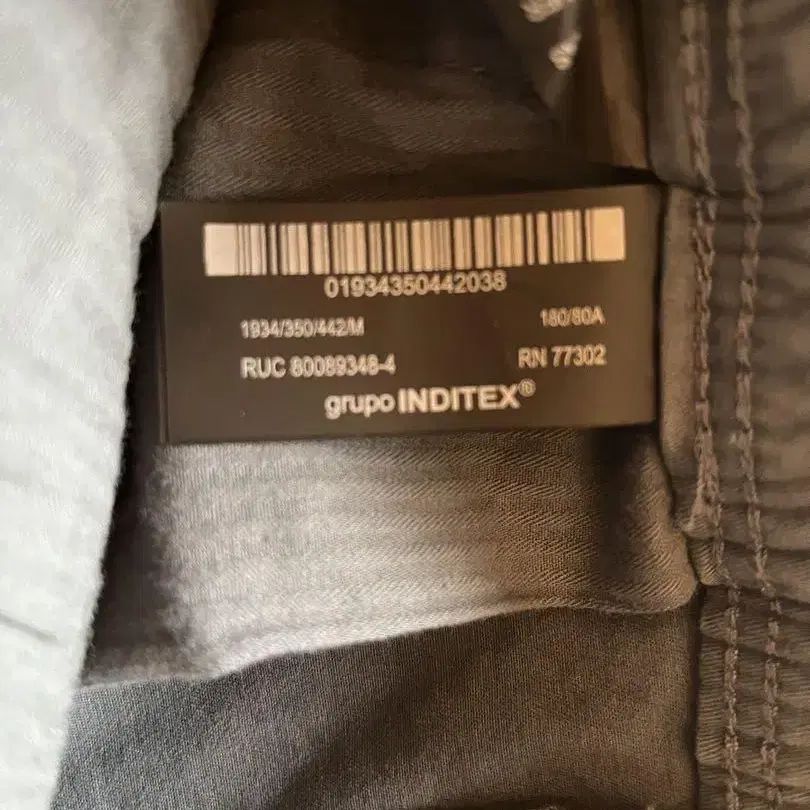 01934350442038
1934/350/442/M 180/80A
RUC 80089348-4 RN 77302
grupo INDITEX®